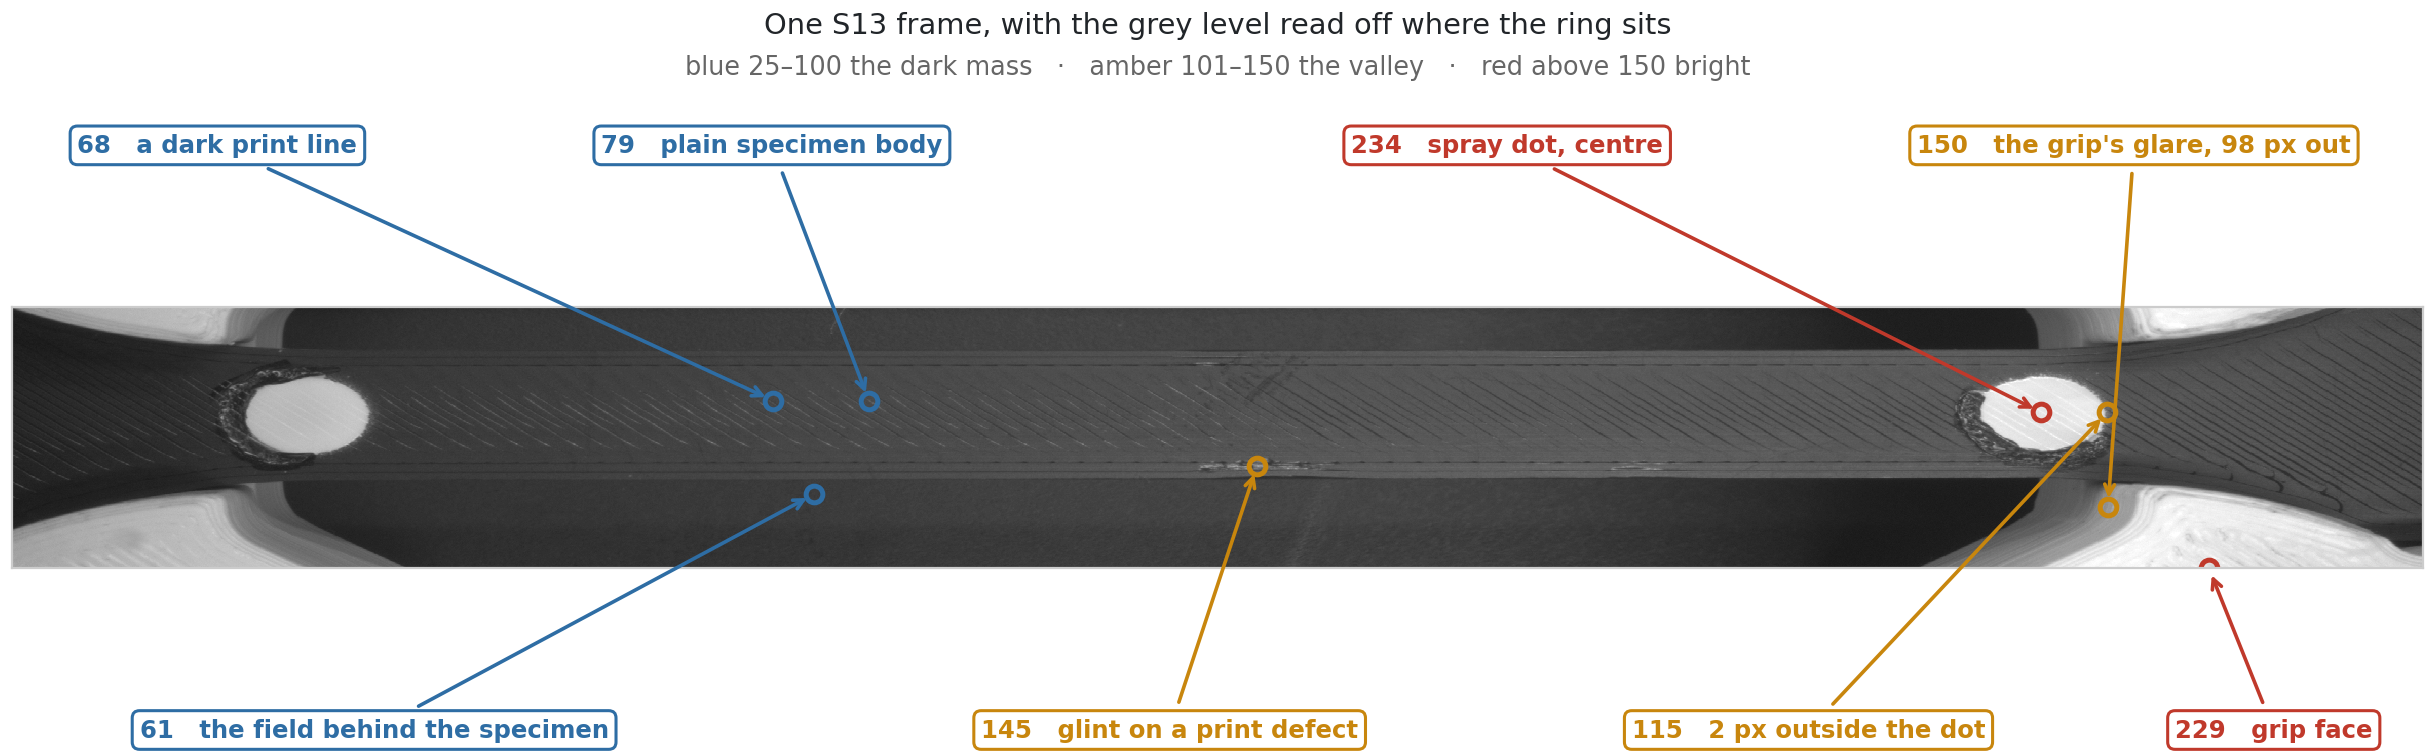 One S13 frame, with the grey level read off where the ring sits
blue 25–100 the dark mass · amber 101–150 the valley · red above 150 bright
68 a dark print line
79 plain specimen body
234 spray dot, centre
150 the grip's glare, 98 px out
61 the field behind the specimen
145 glint on a print defect
115 2 px outside the dot
229 grip face